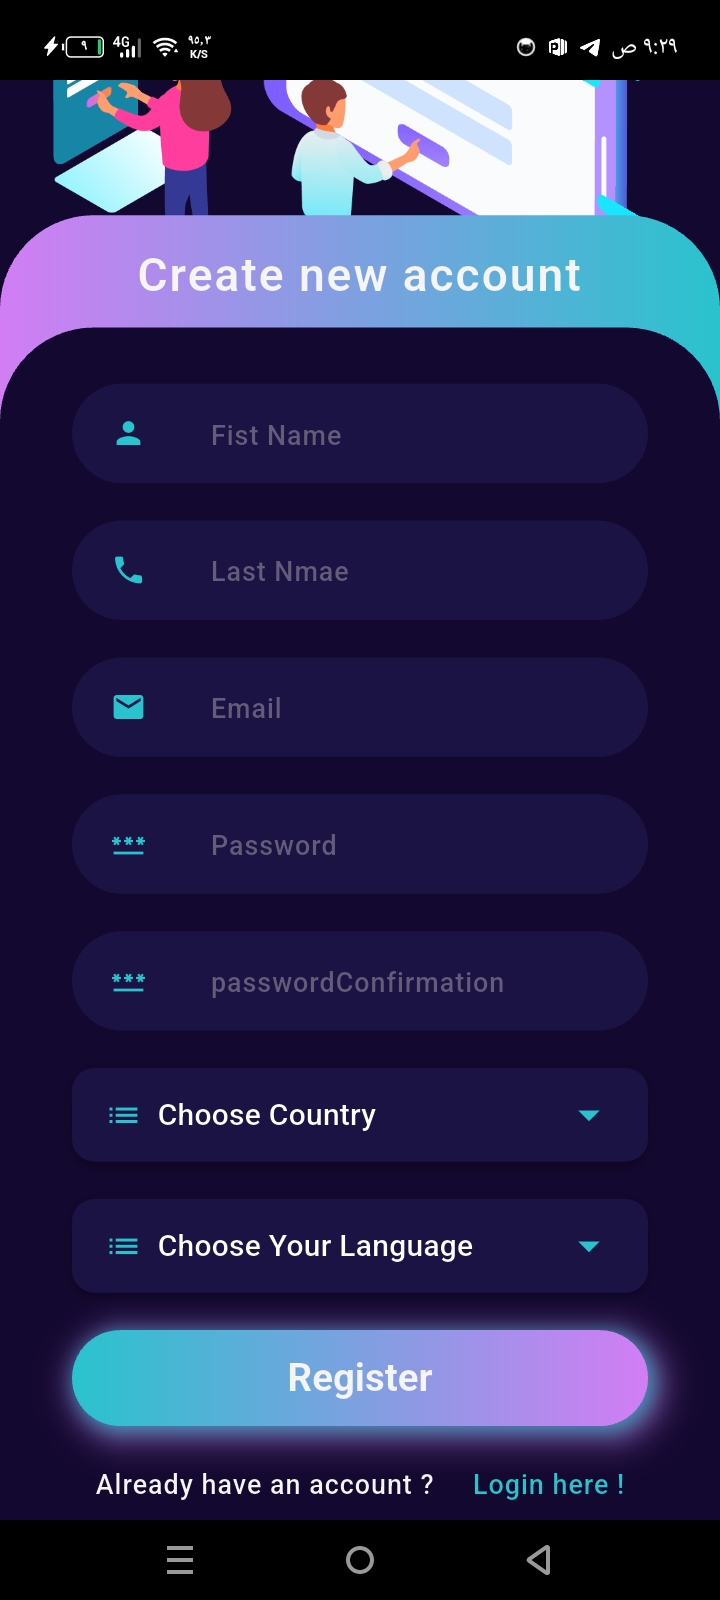 ٩ 4G ٩٥٫٣ K/S ٩:٢٩ ص
Create new account
Fist Name
Last Nmae
Email
*** Password
*** passwordConfirmation
Choose Country
Choose Your Language
Register
Already have an account ? Login here !